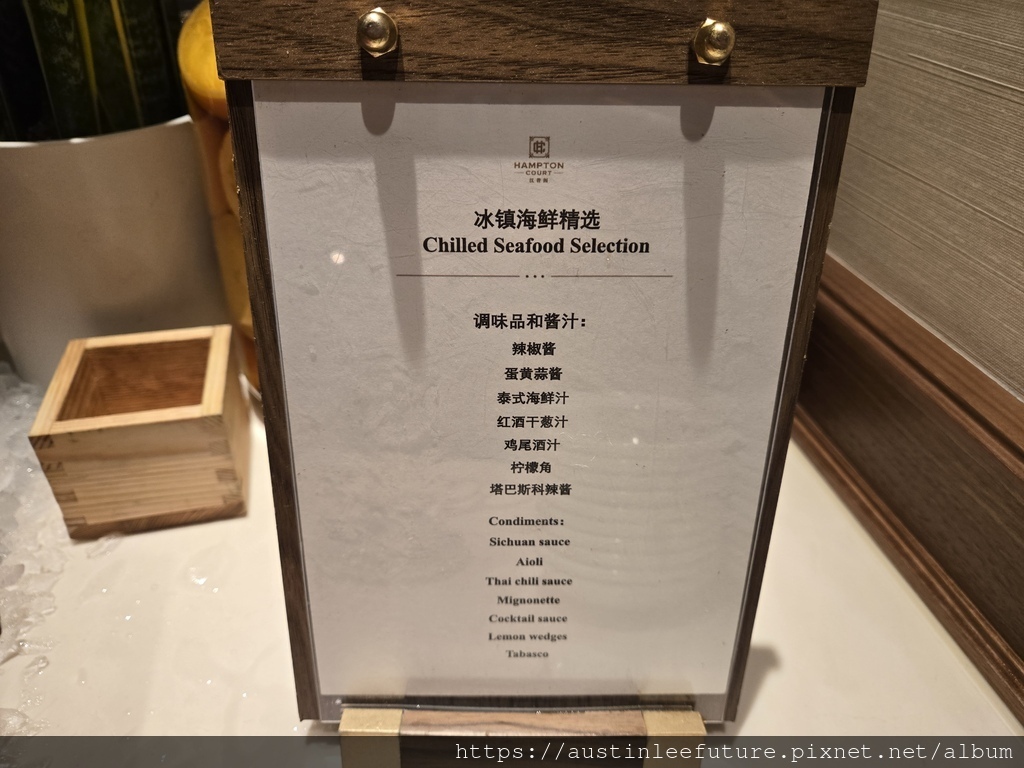 HAMPTON
COURT
冰镇海鲜精选
Chilled Seafood Selection
调味品和酱汁：
辣椒酱
蛋黄蒜酱
泰式海鲜汁
红酒干葱汁
鸡尾酒汁
柠檬角
塔巴斯科辣酱
Condiments:
Sichuan sauce
Aioli
Thai chili sauce
Mignonette
Cocktail sauce
Lemon wedges
Tabasco
https://austinleefuture.pixnet.net/album